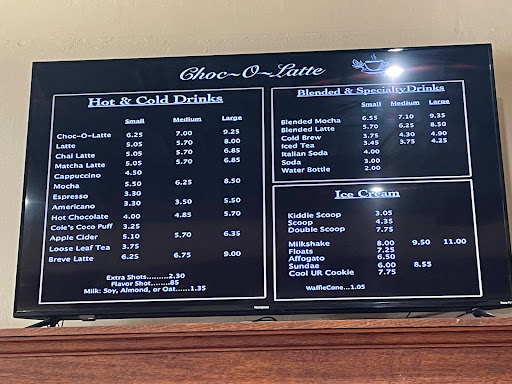 Choc~O~Latte
Hot & Cold Drinks
Small Medium Large
Choc~O~Latte 6.25 7.00 9.25
Latte 5.05 5.70 8.00
Chai Latte 5.05 5.70 6.85
Matcha Latte 5.05 5.70 6.85
Cappuccino 4.50
Mocha 5.50 6.25 8.50
Espresso 3.30
Americano 3.30 3.50 5.50
Hot Chocolate 4.00 4.85 5.70
Cole's Coco Puff 3.25
Apple Cider 5.10 5.70 6.35
Loose Leaf Tea 3.75
Breve Latte 6.25 6.75 9.00
Extra Shots.........2.30
Flavor Shot........85
Milk: Soy, Almond, or Oat......1.35
Blended & Specialty Drinks
Small Medium Large
Blended Mocha 6.55 7.10 9.35
Blended Latte 5.70 6.25 8.50
Cold Brew 3.75 4.30 4.90
Iced Tea 3.45 3.75 4.25
Italian Soda 4.00
Soda 3.00
Water Bottle 2.00
Ice Cream
Kiddie Scoop 3.05
Scoop 4.35
Double Scoop 7.75
Milkshake 8.00 9.50 11.00
Floats 7.25
Affogato 6.50
Sundae 6.00 8.55
Cool UR Cookie 7.75
WaffleCone...1.05